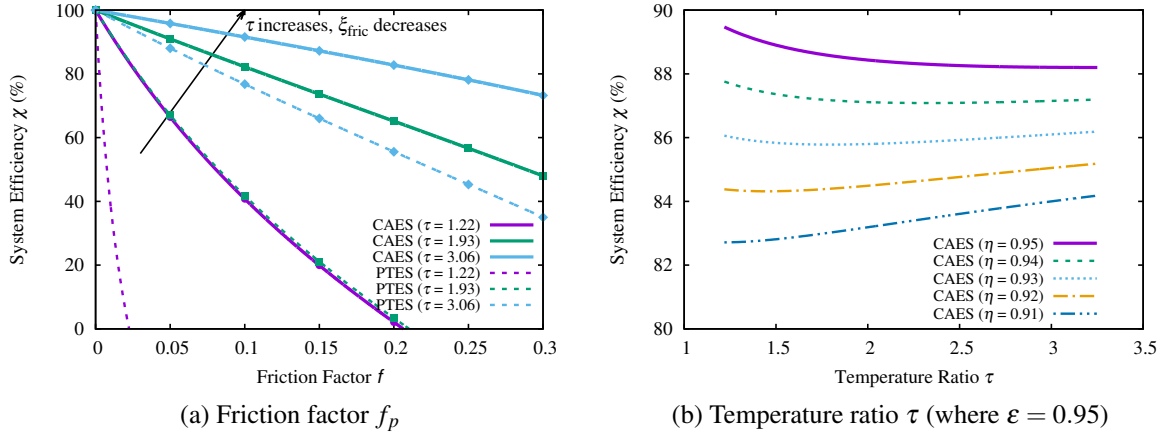 100
80
60
40
20
0
System Efficiency χ (%)
τ increases, ξfric decreases
CAES (τ = 1.22)
CAES (τ = 1.93)
CAES (τ = 3.06)
PTES (τ = 1.22)
PTES (τ = 1.93)
PTES (τ = 3.06)
0 0.05 0.1 0.15 0.2 0.25 0.3
Friction Factor f
(a) Friction factor fp
90
88
86
84
82
80
System Efficiency χ (%)
CAES (η = 0.95)
CAES (η = 0.94)
CAES (η = 0.93)
CAES (η = 0.92)
CAES (η = 0.91)
1 1.5 2 2.5 3 3.5
Temperature Ratio τ
(b) Temperature ratio τ (where ε = 0.95)